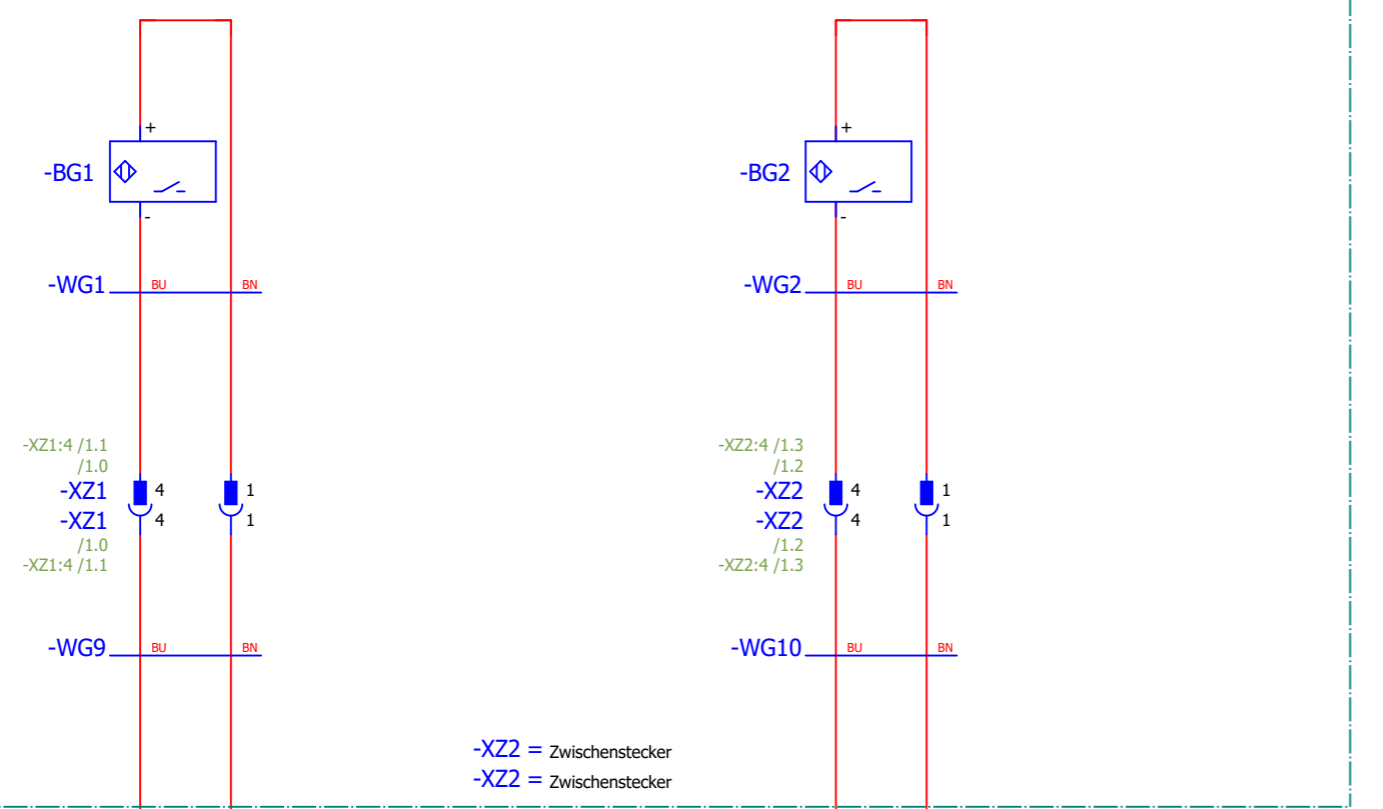 +
-BG1
-
-WG1 BU BN
-XZ1:4 /1.1
/1.0
-XZ1 4 1
-XZ1 4 1
/1.0
-XZ1:4 /1.1
-WG9 BU BN
+
-BG2
-
-WG2 BU BN
-XZ2:4 /1.3
/1.2
-XZ2 4 1
-XZ2 4 1
/1.2
-XZ2:4 /1.3
-WG10 BU BN
-XZ2 = Zwischenstecker
-XZ2 = Zwischenstecker